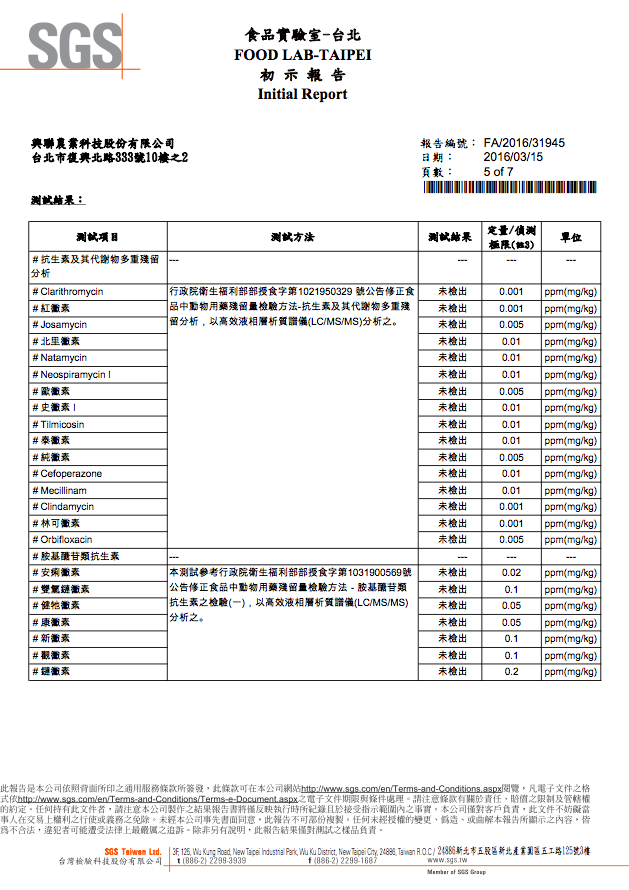 SGS
食品實驗室-台北
FOOD LAB-TAIPEI
初 示 報 告
Initial Report
興聯農業科技股份有限公司
台北市復興北路333號10樓之2
報告編號： FA/2016/31945
日期： 2016/03/15
頁數： 5 of 7
測試結果：
測試項目 測試方法 測試結果 定量/偵測極限(註3) 單位
# 抗生素及其代謝物多重殘留分析 --- --- --- ---
行政院衛生福利部部授食字第1021950329 號公告修正食
品中動物用藥殘留量檢驗方法-抗生素及其代謝物多重殘
留分析，以高效液相層析質譜儀(LC/MS/MS)分析之。
# Clarithromycin 未檢出 0.001 ppm(mg/kg)
# 紅黴素 未檢出 0.001 ppm(mg/kg)
# Josamycin 未檢出 0.005 ppm(mg/kg)
# 北里黴素 未檢出 0.01 ppm(mg/kg)
# Natamycin 未檢出 0.01 ppm(mg/kg)
# Neospiramycin I 未檢出 0.01 ppm(mg/kg)
# 歐黴素 未檢出 0.005 ppm(mg/kg)
# 史黴素 I 未檢出 0.01 ppm(mg/kg)
# Tilmicosin 未檢出 0.01 ppm(mg/kg)
# 泰黴素 未檢出 0.01 ppm(mg/kg)
# 純黴素 未檢出 0.005 ppm(mg/kg)
# Cefoperazone 未檢出 0.01 ppm(mg/kg)
# Mecillinam 未檢出 0.01 ppm(mg/kg)
# Clindamycin 未檢出 0.001 ppm(mg/kg)
# 林可黴素 未檢出 0.001 ppm(mg/kg)
# Orbifloxacin 未檢出 0.005 ppm(mg/kg)
# 胺基醣苷類抗生素 --- --- --- ---
本測試參考行政院衛生福利部部授食字第1031900569號
公告修正食品中動物用藥殘留量檢驗方法－胺基醣苷類
抗生素之檢驗(一)，以高效液相層析質譜儀(LC/MS/MS)
分析之。
# 安痢黴素 未檢出 0.02 ppm(mg/kg)
# 雙氫鏈黴素 未檢出 0.1 ppm(mg/kg)
# 健牠黴素 未檢出 0.05 ppm(mg/kg)
# 康黴素 未檢出 0.05 ppm(mg/kg)
# 新黴素 未檢出 0.1 ppm(mg/kg)
# 觀黴素 未檢出 0.1 ppm(mg/kg)
# 鏈黴素 未檢出 0.2 ppm(mg/kg)
此報告是本公司依照背面所印之通用服務條款所簽發，此條款可在本公司網站http://www.sgs.com/en/Terms-and-Conditions.aspx閱覽，凡電子文件之格
式依http://www.sgs.com/en/Terms-and-Conditions/Terms-e-Document.aspx之電子文件期限與條件處理。請注意條款有關於責任、賠償之限制及管轄權
的約定。任何持有此文件者，請注意本公司製作之結果報告書將僅反映執行時所紀錄且於接受指示範圍內之事實。本公司僅對客戶負責，此文件不妨礙當
事人在交易上權利之行使或義務之免除。未經本公司事先書面同意，此報告不可部份複製。任何未經授權的變更、偽造、或曲解本報告所顯示之內容，皆
為不合法，違犯者可能遭受法律上最嚴厲之追訴。除非另有說明，此報告結果僅對測試之樣品負責。
SGS Taiwan Ltd.
台灣檢驗科技股份有限公司
3F, 125, Wu Kung Road, New Taipei Industrial Park, Wu Ku District, New Taipei City, 24886, Taiwan R.O.C./ 24886新北市五股區新北產業園區五工路125號3樓
t (886-2) 2299-3939 f (886-2) 2299-1687 www.sgs.tw
Member of SGS Group